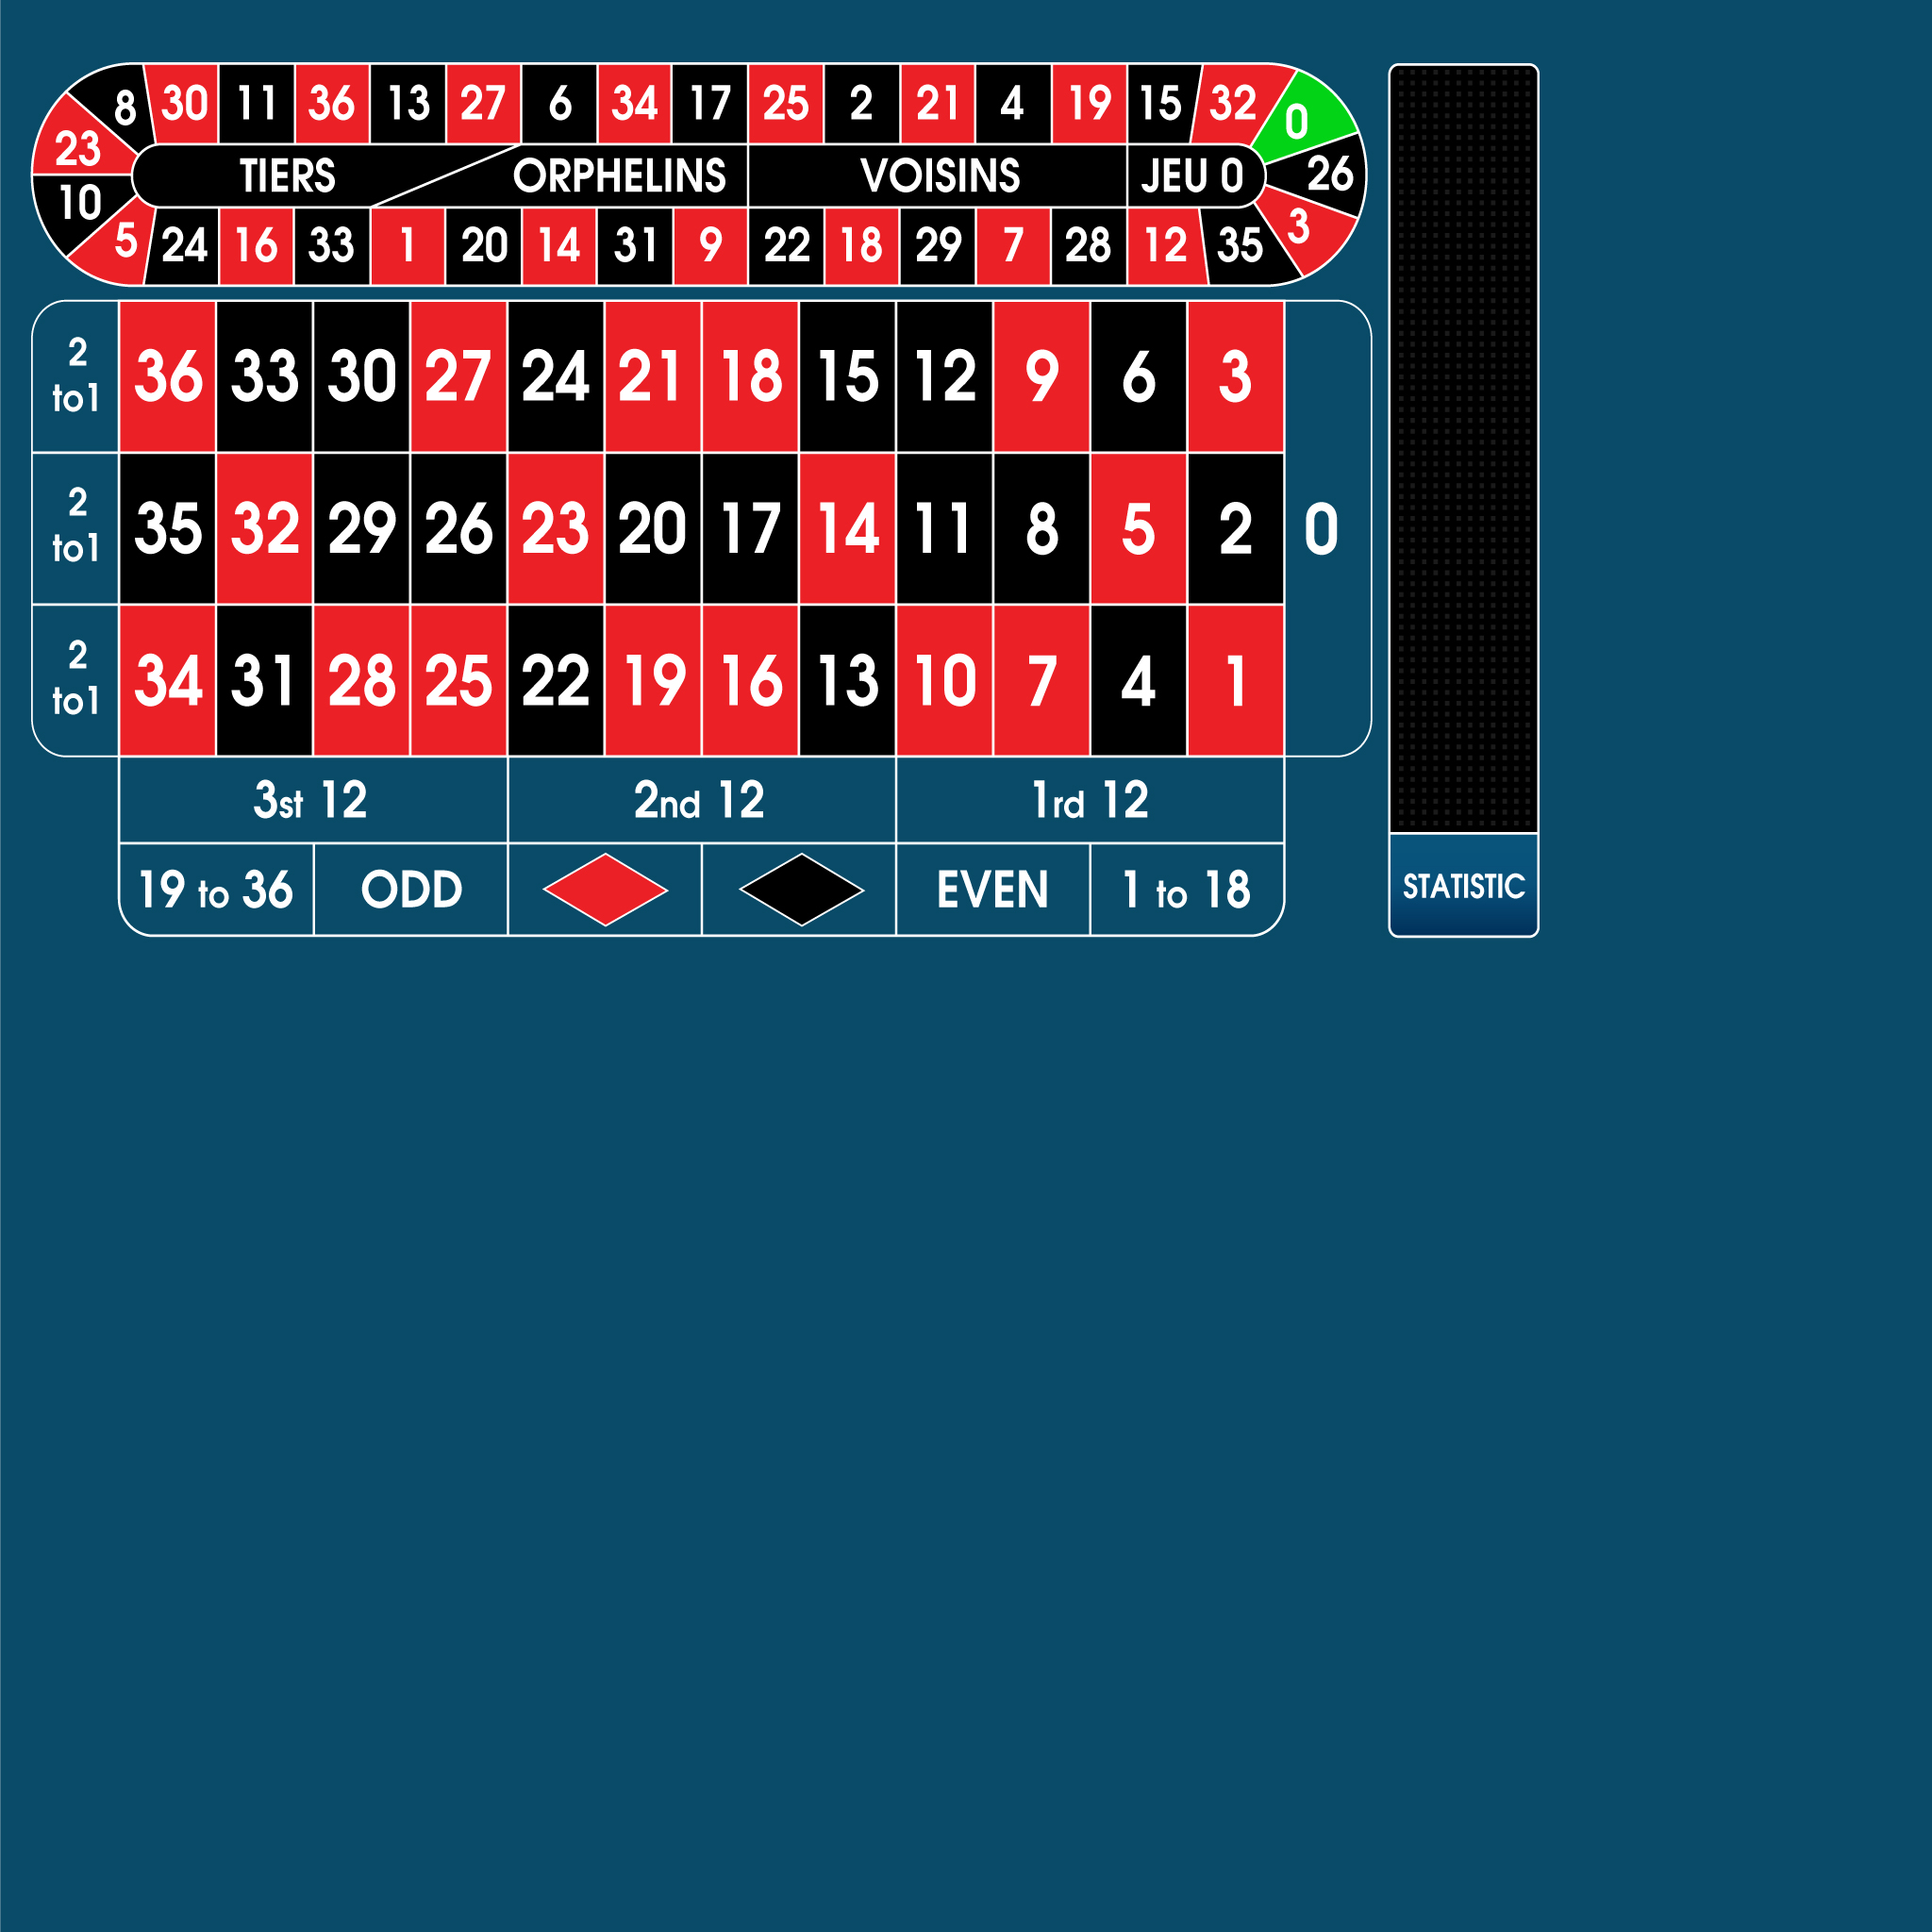 8 30 11 36 13 27 6 34 17 25 2 21 4 19 15 32 0
23 TIERS ORPHELINS VOISINS JEU 0 26
10
5 24 16 33 1 20 14 31 9 22 18 29 7 28 12 35 3
2
to1
36 33 30 27 24 21 18 15 12 9 6 3
2
to1
35 32 29 26 23 20 17 14 11 8 5 2 0
2
to1
34 31 28 25 22 19 16 13 10 7 4 1
3st 12 2nd 12 1rd 12
19 to 36 ODD EVEN 1 to 18
STATISTIC